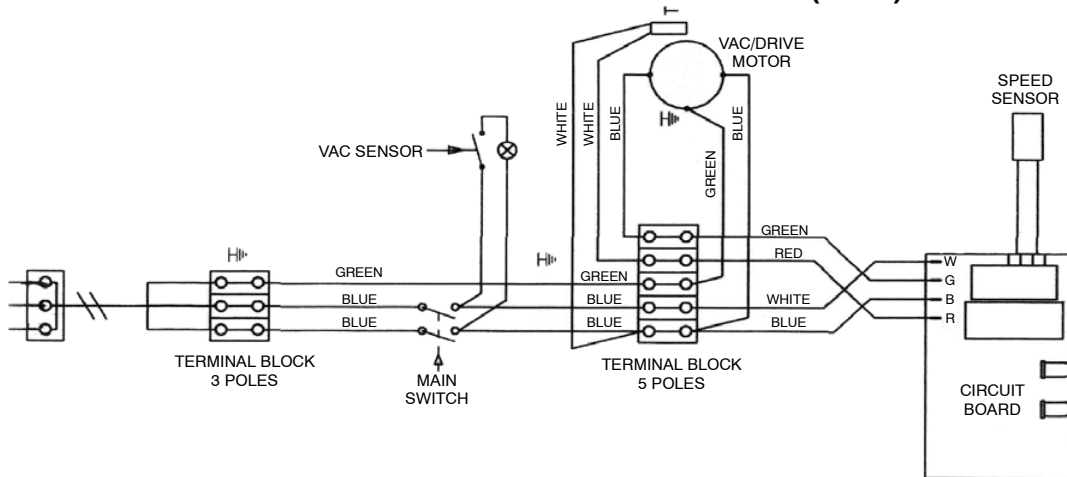 T
VAC/DRIVE
MOTOR
SPEED
SENSOR
WHITE
WHITE
BLUE
BLUE
GREEN
VAC SENSOR
GREEN
RED
WHITE
BLUE
W
G
B
R
GREEN
GREEN
BLUE
BLUE
BLUE
BLUE
TERMINAL BLOCK
3 POLES
MAIN
SWITCH
TERMINAL BLOCK
5 POLES
CIRCUIT
BOARD